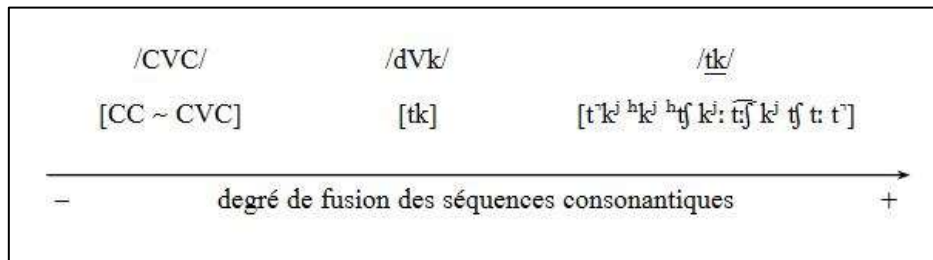 /CVC/ /dVk/ /tk/
[CC ~ CVC] [tk] [t̚kʲ ʰkʲ ʰtʃ kʲː tː͡ʃ kʲ tʃ tː t̚]
− degré de fusion des séquences consonantiques +